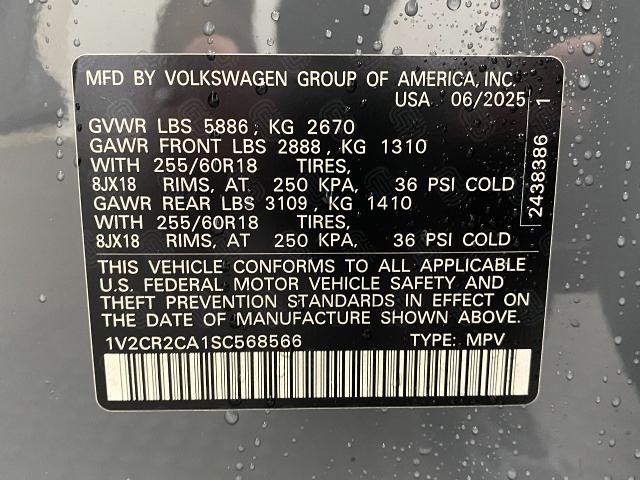 MFD BY VOLKSWAGEN GROUP OF AMERICA, INC.
USA 06/2025
GVWR LBS 5886, KG 2670
GAWR FRONT LBS 2888, KG 1310
WITH 255/60R18 TIRES,
8JX18 RIMS, AT 250 KPA, 36 PSI COLD
GAWR REAR LBS 3109, KG 1410
WITH 255/60R18 TIRES,
8JX18 RIMS, AT 250 KPA, 36 PSI COLD
2438386 1
THIS VEHICLE CONFORMS TO ALL APPLICABLE
U.S. FEDERAL MOTOR VEHICLE SAFETY AND
THEFT PREVENTION STANDARDS IN EFFECT ON
THE DATE OF MANUFACTURE SHOWN ABOVE.
1V2CR2CA1SC568566 TYPE: MPV